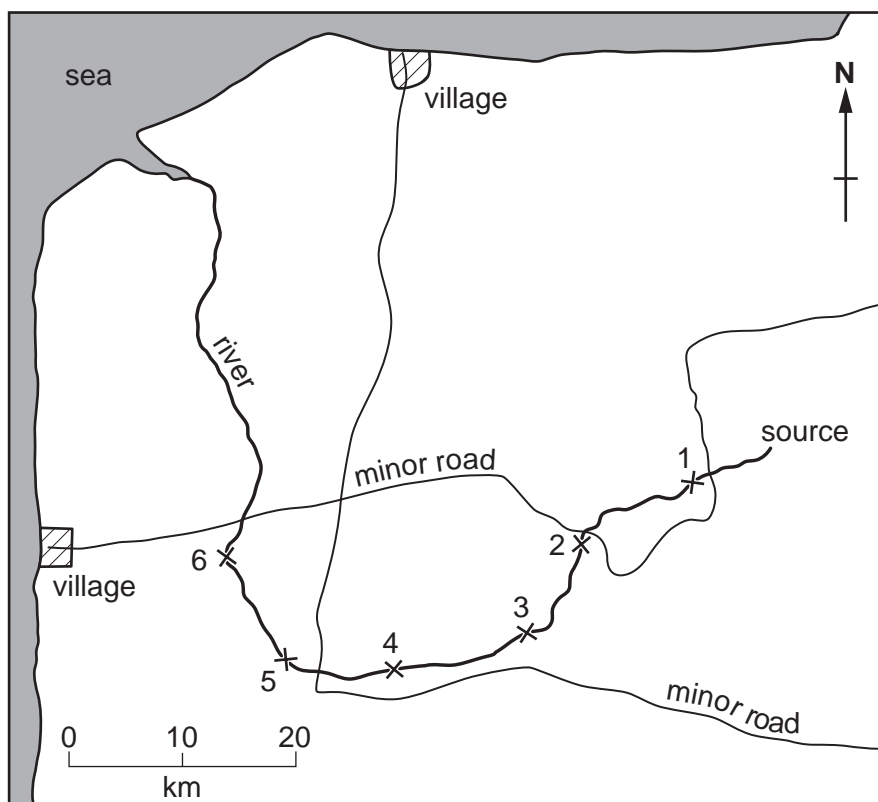 sea
village
N
river
source
1
minor road
2
6
village
3
4
5
minor road
0 10 20
km